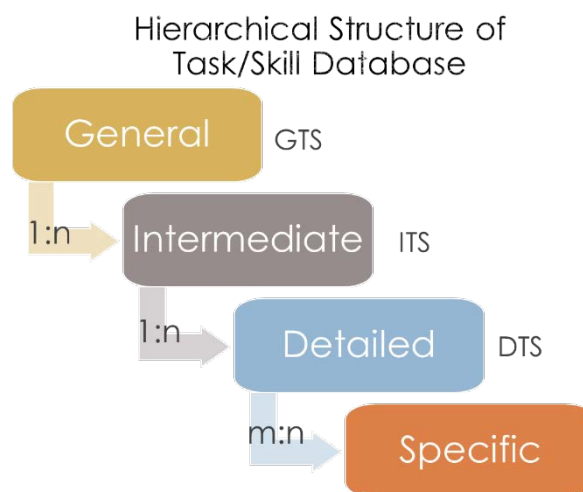 Hierarchical Structure of
Task/Skill Database
General
GTS
1:n
Intermediate
ITS
1:n
Detailed
DTS
m:n
Specific